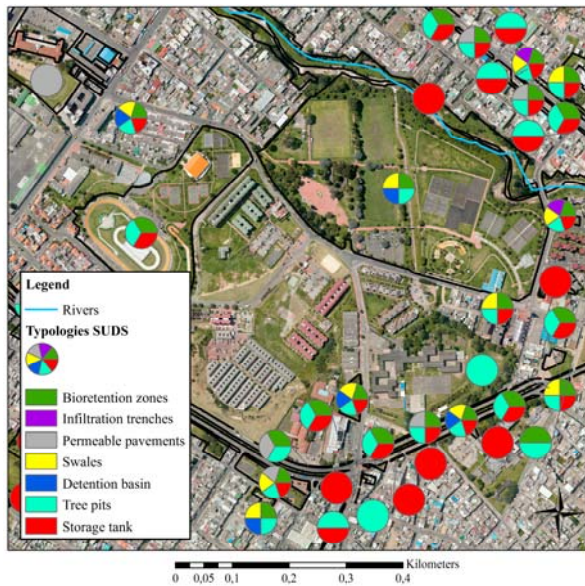 Legend
Rivers
Typologies SUDS
Bioretention zones
Infiltration trenches
Permeable pavements
Swales
Detention basin
Tree pits
Storage tank
Kilometers
0 0,05 0,1 0,2 0,3 0,4